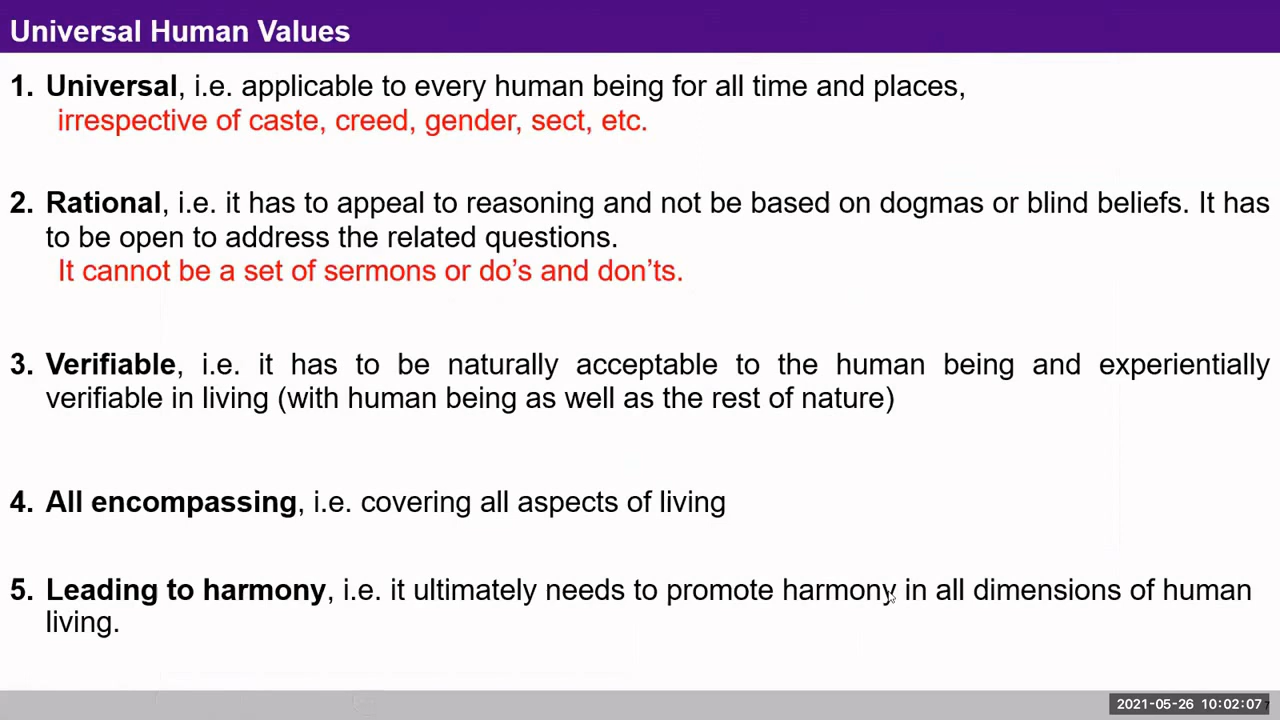 Universal Human Values
1. Universal, i.e. applicable to every human being for all time and places,
irrespective of caste, creed, gender, sect, etc.
2. Rational, i.e. it has to appeal to reasoning and not be based on dogmas or blind beliefs. It has
to be open to address the related questions.
It cannot be a set of sermons or do's and don'ts.
3. Verifiable, i.e. it has to be naturally acceptable to the human being and experientially
verifiable in living (with human being as well as the rest of nature)
4. All encompassing, i.e. covering all aspects of living
5. Leading to harmony, i.e. it ultimately needs to promote harmony in all dimensions of human
living.
2021-05-26 10:02:07
7